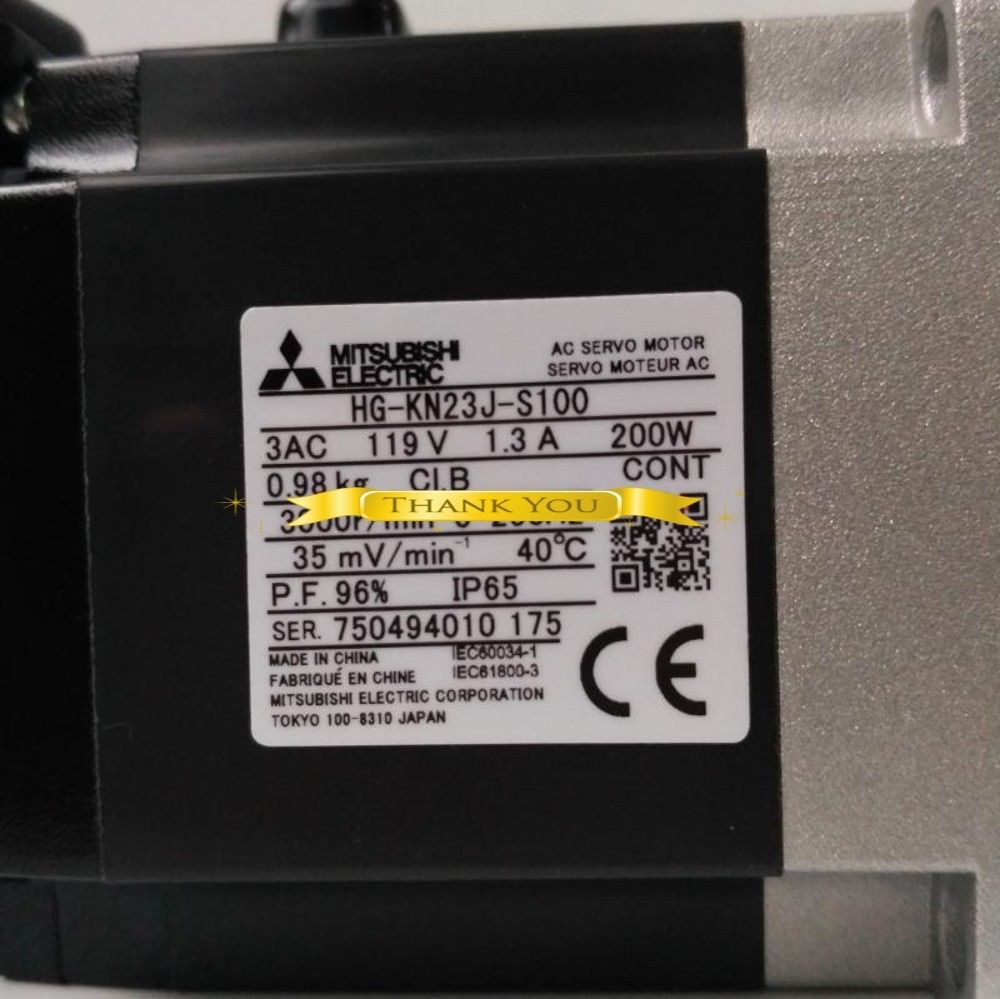 MITSUBISHI
ELECTRIC
AC SERVO MOTOR
SERVO MOTEUR AC
HG-KN23J-S100
3AC 119 V 1.3 A 200W
0.98 kg CI.B CONT
THANK YOU
35 mV/min⁻¹ 40°C
P.F. 96% IP65
SER. 750494010 175
MADE IN CHINA IEC60034-1
FABRIQUÉ EN CHINE IEC61800-3
MITSUBISHI ELECTRIC CORPORATION
TOKYO 100-8310 JAPAN
CE